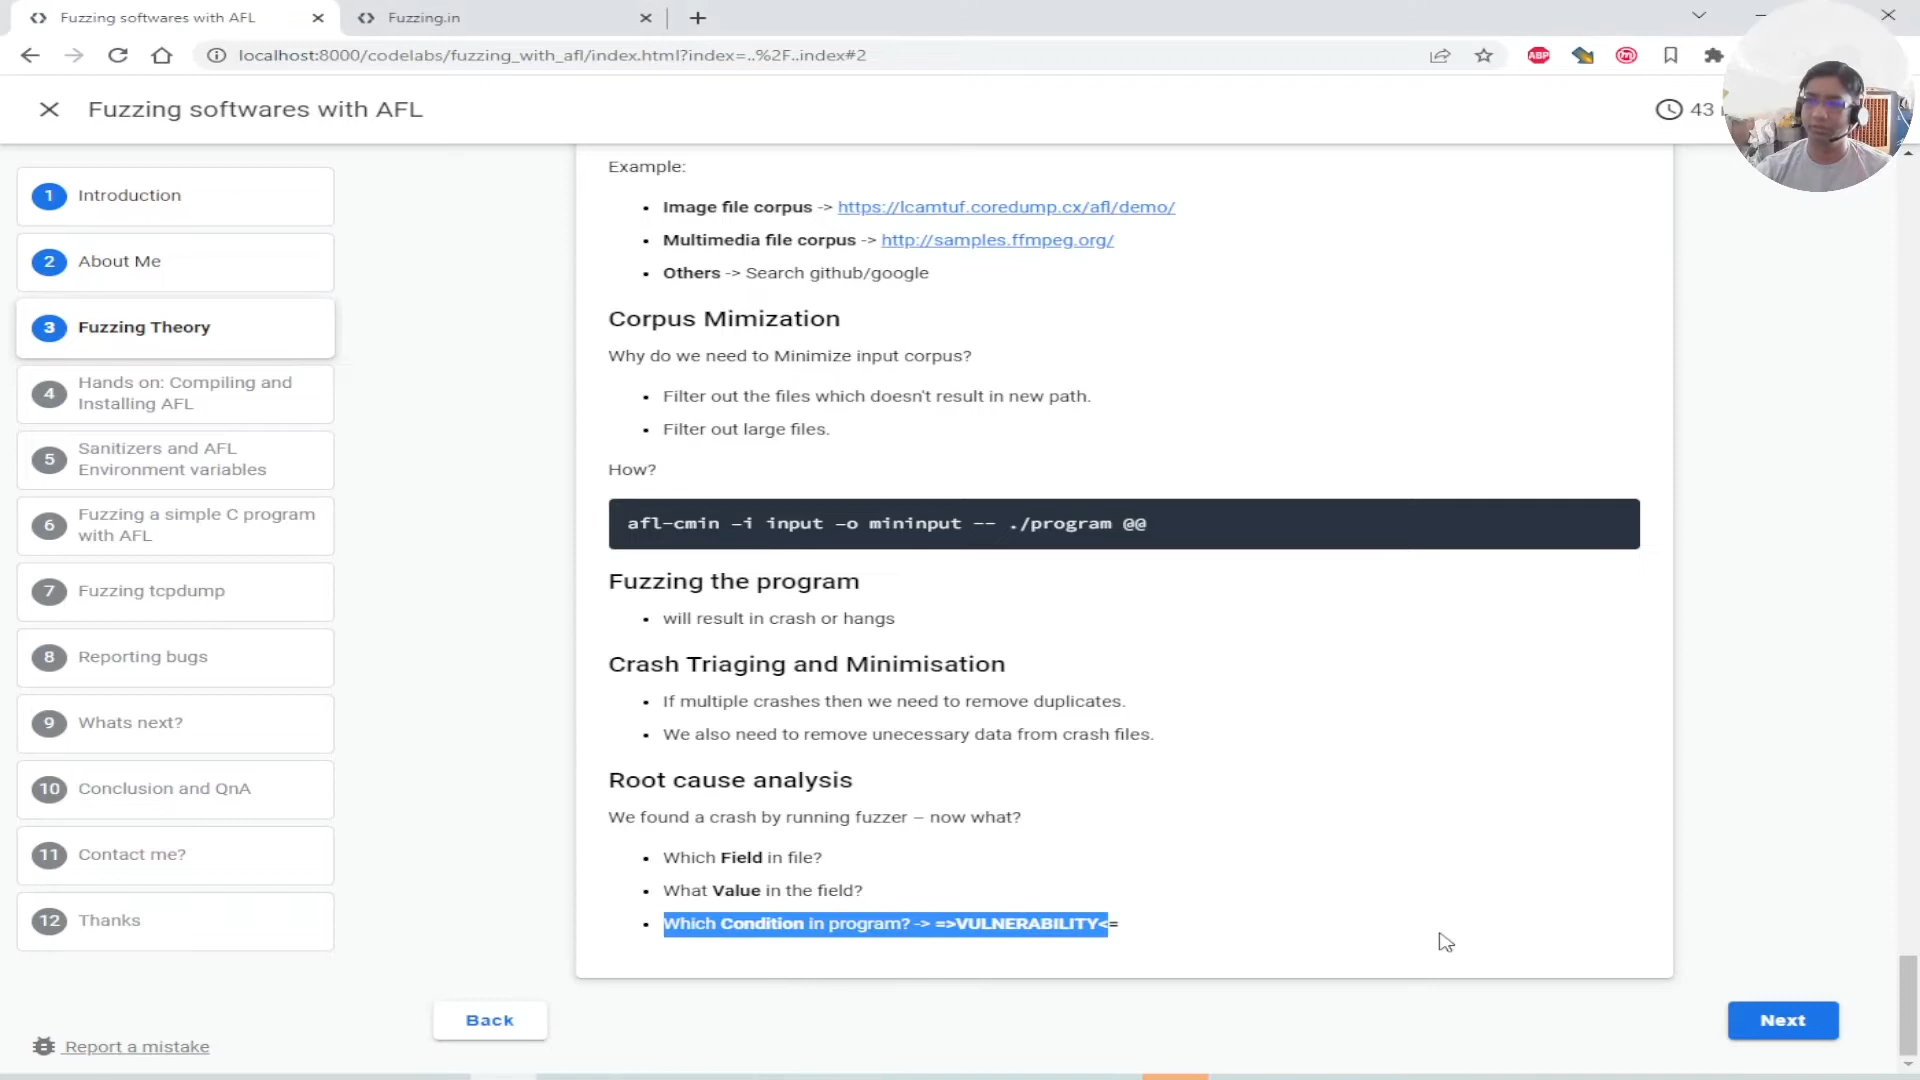 Fuzzing softwares with AFL
Fuzzing.in
localhost:8000/codelabs/fuzzing_with_afl/index.html?index=..%2F..index#2
ABP
Fuzzing softwares with AFL
43
1 Introduction
2 About Me
3 Fuzzing Theory
4 Hands on: Compiling and
Installing AFL
5 Sanitizers and AFL
Environment variables
6 Fuzzing a simple C program
with AFL
7 Fuzzing tcpdump
8 Reporting bugs
9 Whats next?
10 Conclusion and QnA
11 Contact me?
12 Thanks
Report a mistake
Example:
• Image file corpus -> https://lcamtuf.coredump.cx/afl/demo/
• Multimedia file corpus -> http://samples.ffmpeg.org/
• Others -> Search github/google
Corpus Mimization
Why do we need to Minimize input corpus?
• Filter out the files which doesn't result in new path.
• Filter out large files.
How?
afl-cmin –i input –o mininput –– ./program @@
Fuzzing the program
• will result in crash or hangs
Crash Triaging and Minimisation
• If multiple crashes then we need to remove duplicates.
• We also need to remove unecessary data from crash files.
Root cause analysis
We found a crash by running fuzzer – now what?
• Which Field in file?
• What Value in the field?
• Which Condition in program? -> =>VULNERABILITY<=
Back
Next